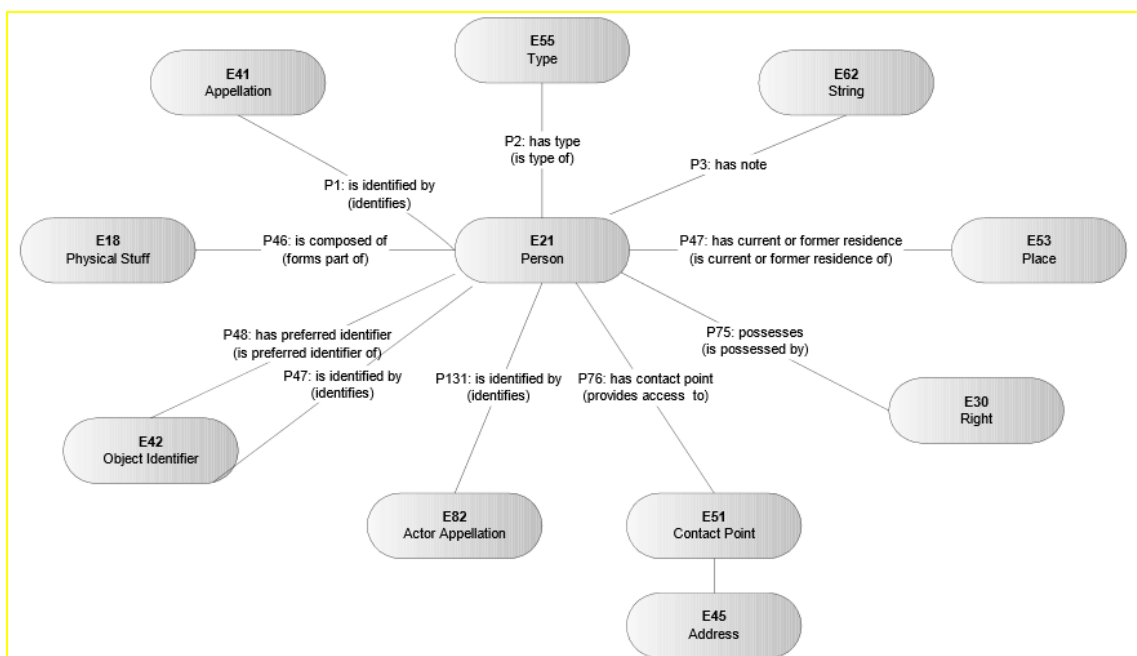 E55
Type
E41
Appellation
E62
String
P2: has type
(is type of)
P3: has note
P1: is identified by
(identifies)
E18
Physical Stuff
P46: is composed of
(forms part of)
E21
Person
P47: has current or former residence
(is current or former residence of)
E53
Place
P48: has preferred identifier
(is preferred identifier of)
P47: is identified by
(identifies)
P131: is identified by
(identifies)
P76: has contact point
(provides access to)
P75: possesses
(is possessed by)
E30
Right
E42
Object Identifier
E82
Actor Appellation
E51
Contact Point
E45
Address